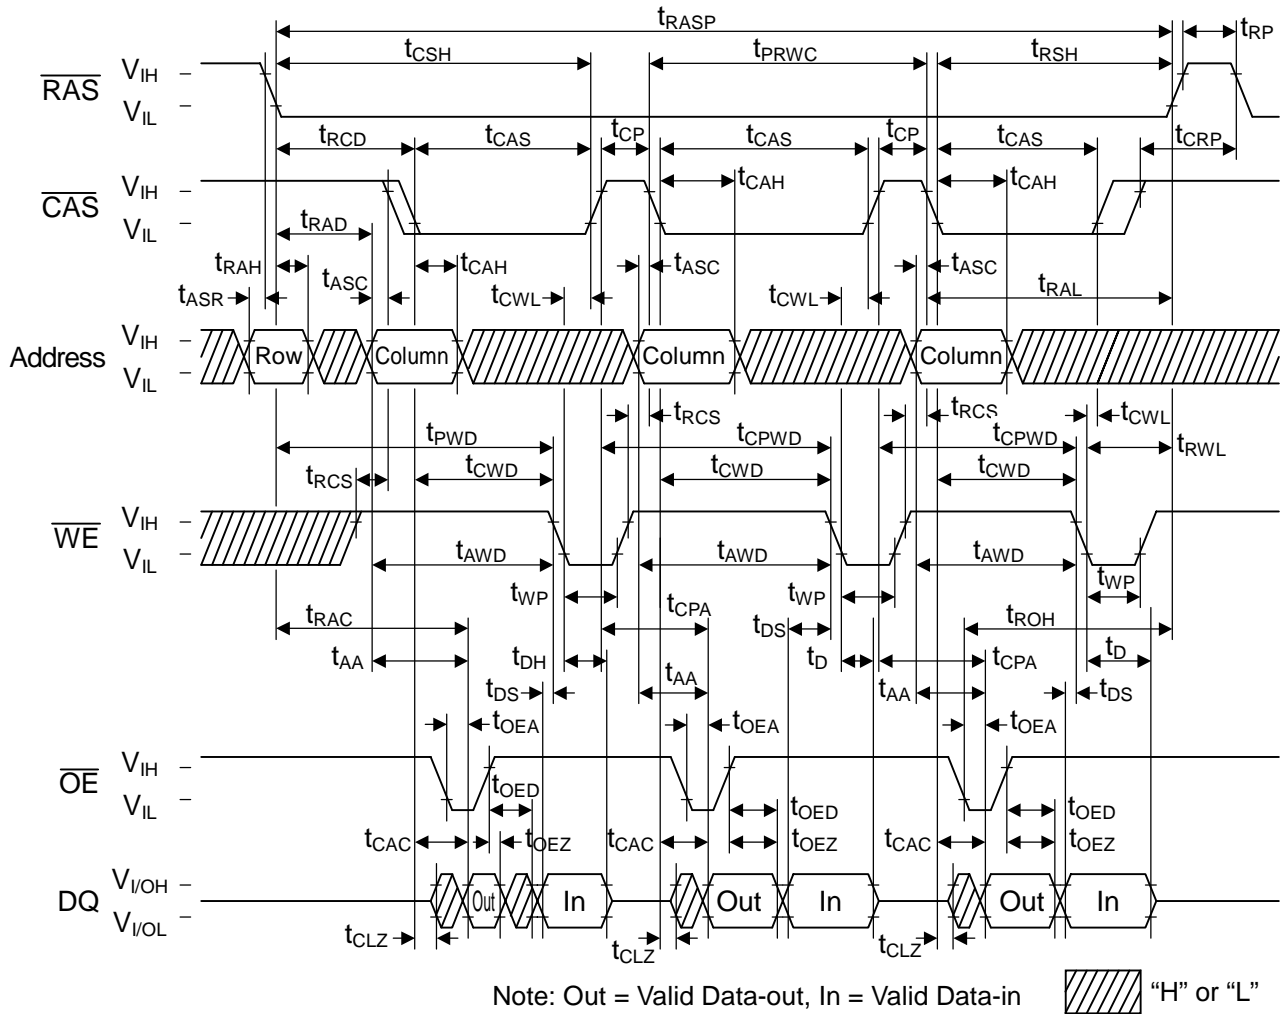 tRASP tRP
tCSH tPRWC tRSH
RAS VIH
VIL
tRCD tCAS tCP tCAS tCP tCAS tCRP
CAS VIH tCAH tCAH
VIL
tRAD
tRAH tASC tCAH tASC tASC
tASR tCWL tCWL tRAL
Address VIH Row Column Column Column
VIL
tRCS tRCS tCWL
tPWD tCPWD tCPWD tRWL
tRCS tCWD tCWD tCWD
WE VIH
VIL
tAWD tAWD tAWD
tWP tWP tWP
tRAC tCPA tDS tROH
tAA tDH tD tCPA tD
tDS tAA tAA tDS
tOEA tOEA tOEA
OE VIH
VIL
tOED tOED tOED
tCAC tOEZ tCAC tOEZ tCAC tOEZ
DQ VI/OH Out In Out In Out In
VI/OL
tCLZ tCLZ tCLZ
Note: Out = Valid Data-out, In = Valid Data-in “H” or “L”